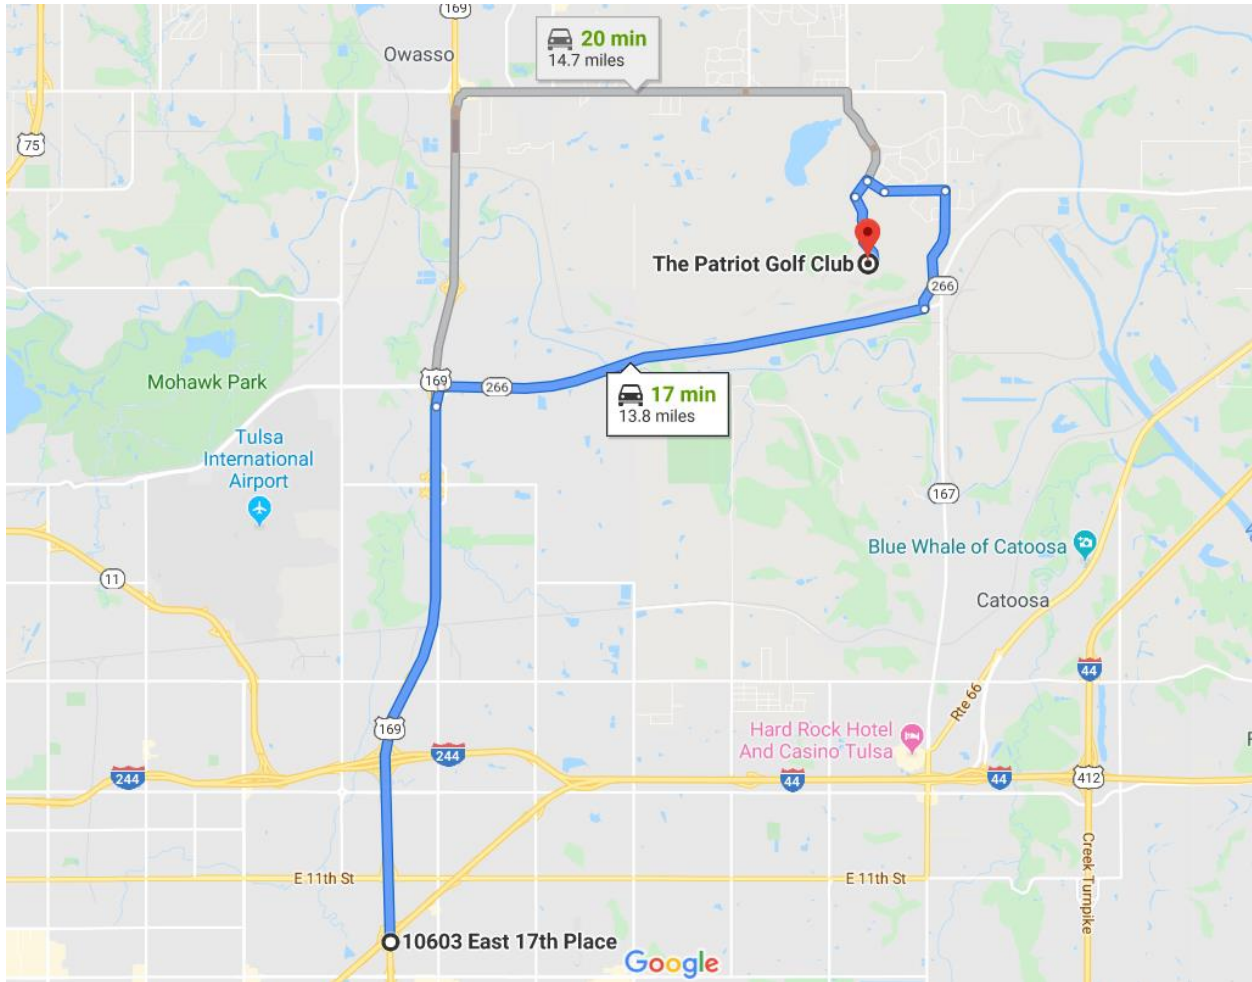 169
20 min
14.7 miles
Owasso
75
The Patriot Golf Club
266
Mohawk Park
169
266
17 min
13.8 miles
Tulsa
International
Airport
167
Blue Whale of Catoosa
11
Catoosa
44
Rte 66
169
Hard Rock Hotel
And Casino Tulsa
F
244
244
44
44
412
Creek Turnpike
E 11th St
E 11th St
10603 East 17th Place
Google